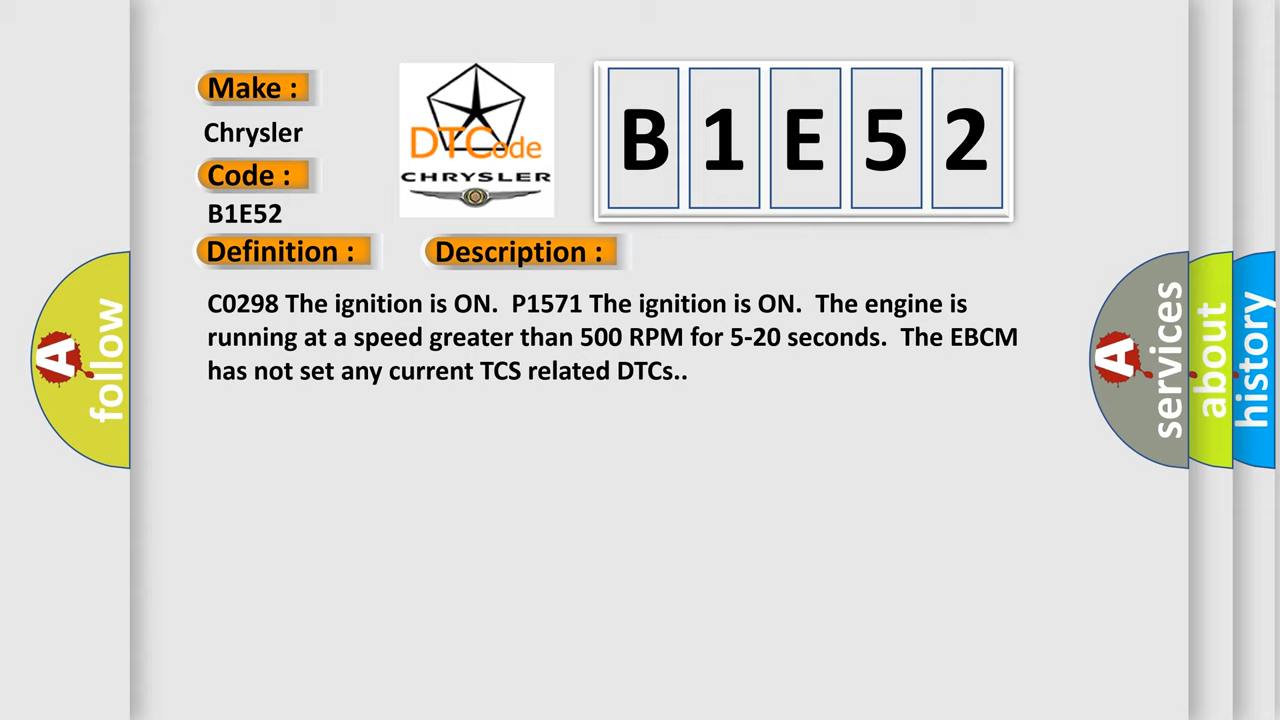 Make :
Chrysler
Code :
B1E52
DTCode
CHRYSLER
B 1 E 5 2
Definition :
Description :
C0298 The ignition is ON.  P1571 The ignition is ON.  The engine is
running at a speed greater than 500 RPM for 5-20 seconds.  The EBCM
has not set any current TCS related DTCs..
A follow
A services
about
history